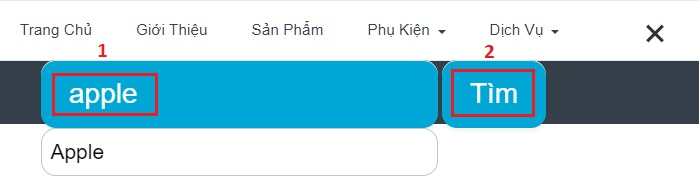 Trang Chủ Giới Thiệu Sản Phẩm Phụ Kiện Dịch Vụ
1 2
apple Tìm
Apple